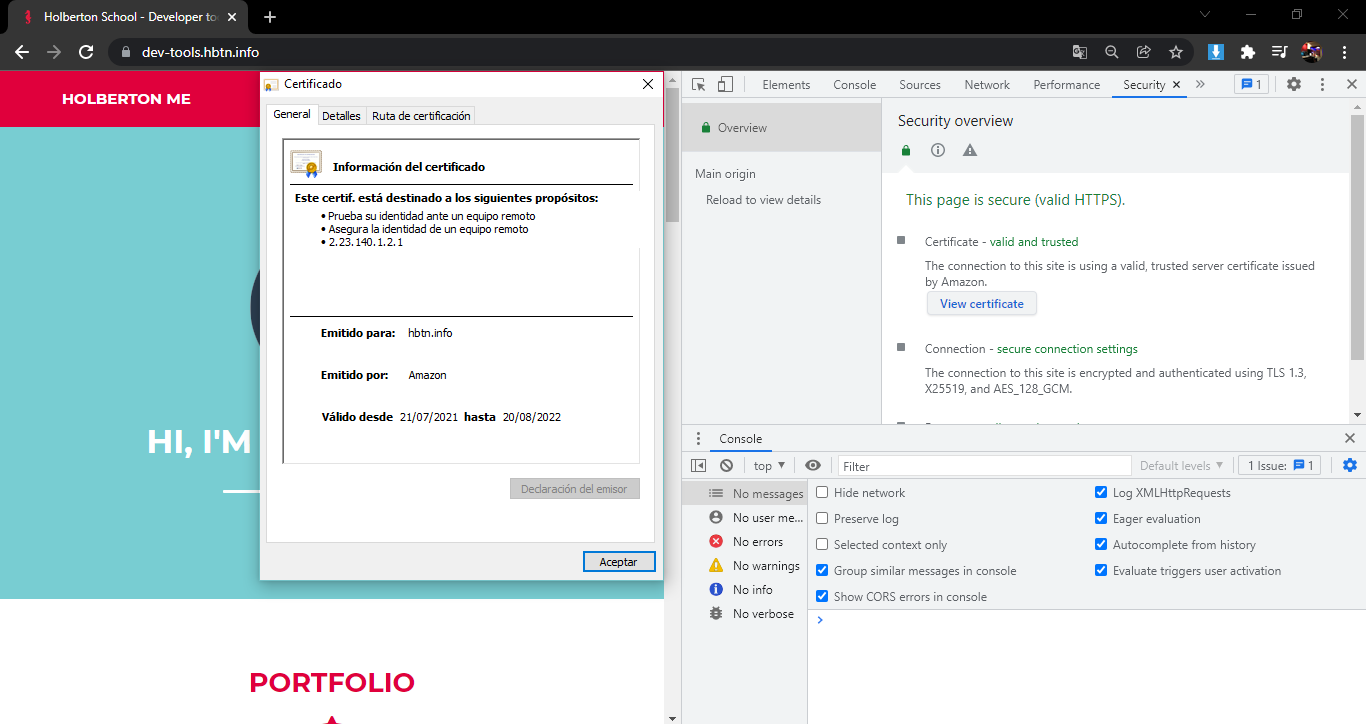 Holberton School - Developer to
dev-tools.hbtn.info
HOLBERTON ME
HI, I'M
PORTFOLIO
Certificado
General
Detalles
Ruta de certificación
Información del certificado
Este certif. está destinado a los siguientes propósitos:
• Prueba su identidad ante un equipo remoto
• Asegura la identidad de un equipo remoto
• 2.23.140.1.2.1
Emitido para: hbtn.info
Emitido por: Amazon
Válido desde 21/07/2021 hasta 20/08/2022
Declaración del emisor
Aceptar
Elements Console Sources Network Performance Security 1
Overview
Main origin
Reload to view details
Security overview
This page is secure (valid HTTPS).
Certificate - valid and trusted
The connection to this site is using a valid, trusted server certificate issued
by Amazon.
View certificate
Connection - secure connection settings
The connection to this site is encrypted and authenticated using TLS 1.3,
X25519, and AES_128_GCM.
Console
top
Filter
Default levels
1 Issue: 1
No messages
No user me...
No errors
No warnings
No info
No verbose
Hide network
Preserve log
Selected context only
Group similar messages in console
Show CORS errors in console
Log XMLHttpRequests
Eager evaluation
Autocomplete from history
Evaluate triggers user activation